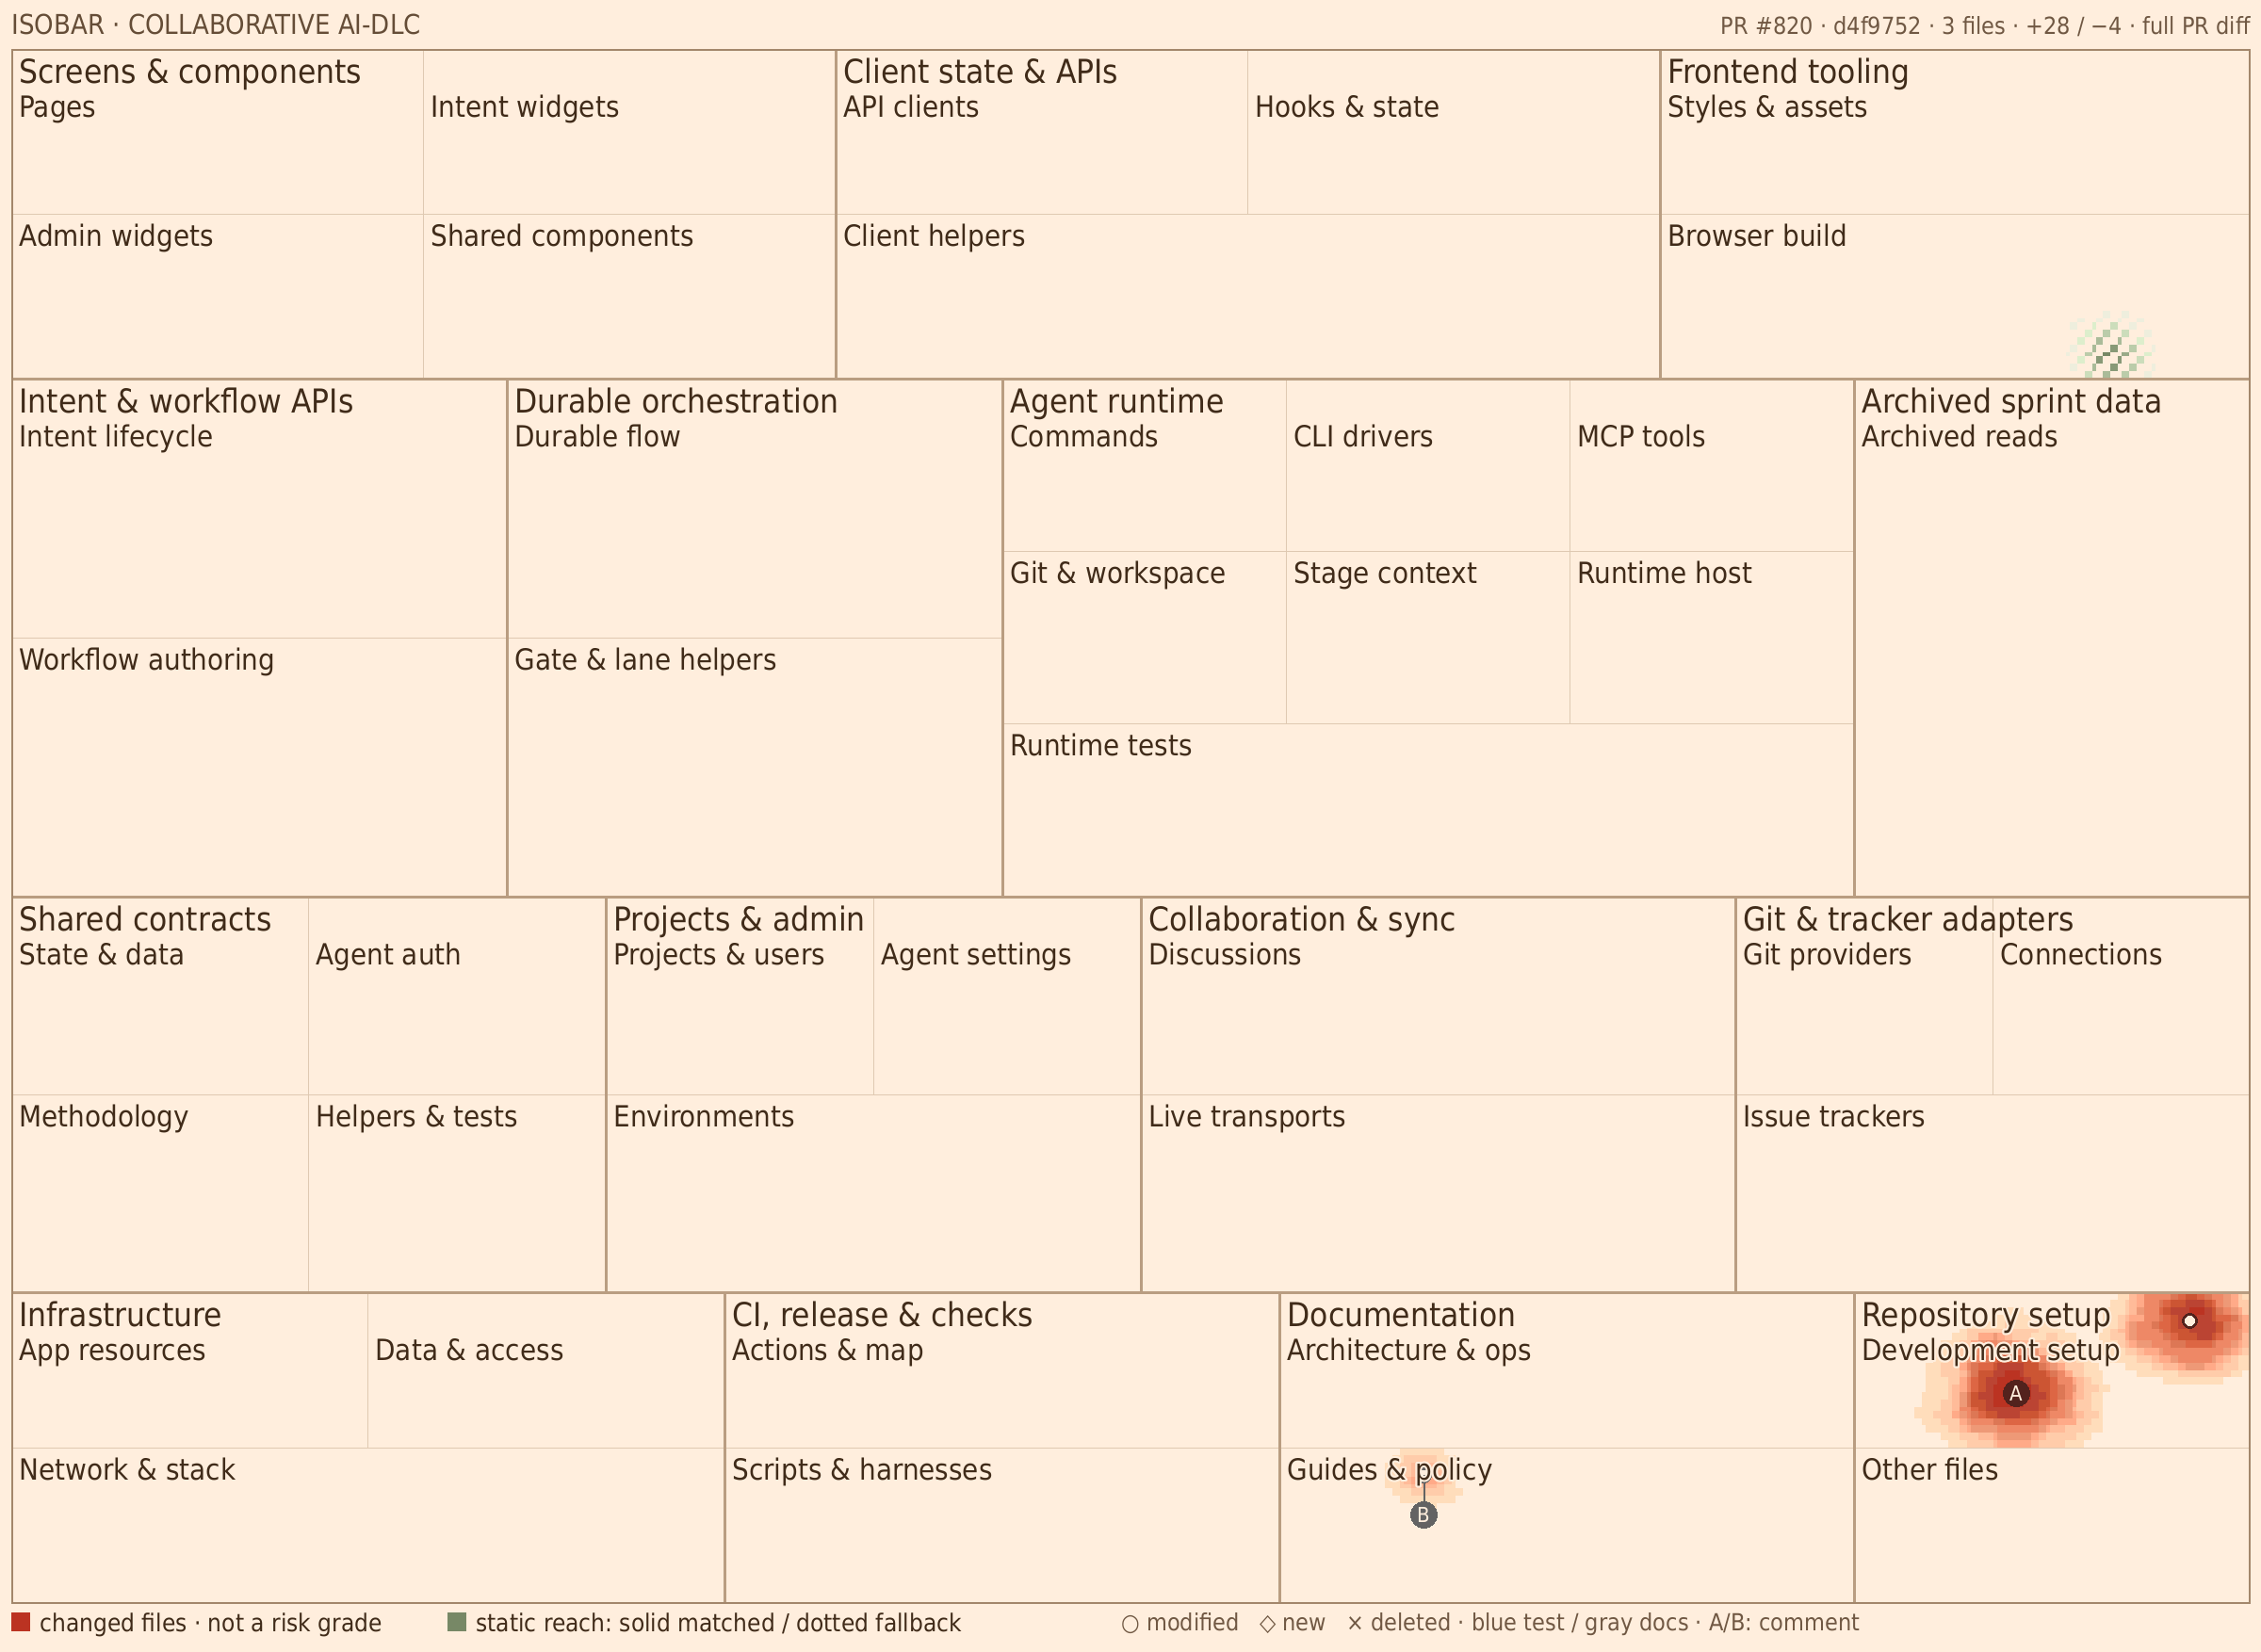 ISOBAR · COLLABORATIVE AI-DLC
PR #820 · d4f9752 · 3 files · +28 / −4 · full PR diff
Screens & components
Client state & APIs
Frontend tooling
Pages
Intent widgets
API clients
Hooks & state
Styles & assets
Admin widgets
Shared components
Client helpers
Browser build
Intent & workflow APIs
Durable orchestration
Agent runtime
Archived sprint data
Intent lifecycle
Durable flow
Commands
CLI drivers
MCP tools
Archived reads
Git & workspace
Stage context
Runtime host
Workflow authoring
Gate & lane helpers
Runtime tests
Shared contracts
Projects & admin
Collaboration & sync
Git & tracker adapters
State & data
Agent auth
Projects & users
Agent settings
Discussions
Git providers
Connections
Methodology
Helpers & tests
Environments
Live transports
Issue trackers
Infrastructure
CI, release & checks
Documentation
Repository setup
App resources
Data & access
Actions & map
Architecture & ops
Development setup
A
Network & stack
Scripts & harnesses
Guides & policy
Other files
B
changed files · not a risk grade
static reach: solid matched / dotted fallback
○ modified ◇ new × deleted · blue test / gray docs · A/B: comment